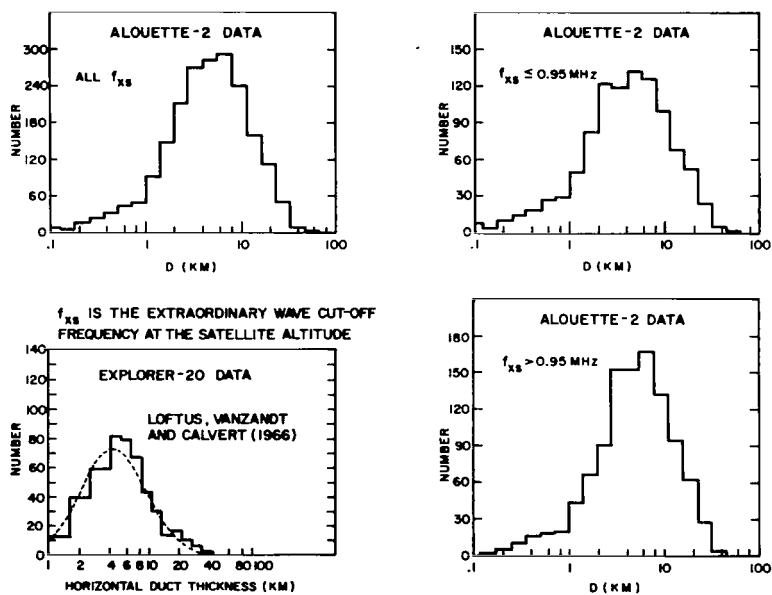 ALOUETTE-2 DATA
ALL fxs
NUMBER
300
240
180
120
60
0
.1
1
10
100
D (KM)
ALOUETTE-2 DATA
fxs ≤ 0.95 MHz
NUMBER
150
120
90
60
30
0
.1
1
10
100
D (KM)
fxs IS THE EXTRAORDINARY WAVE CUT-OFF
FREQUENCY AT THE SATELLITE ALTITUDE
EXPLORER-20 DATA
LOFTUS, VANZANDT
AND CALVERT (1966)
NUMBER
140
120
100
80
60
40
20
0
1
2
4
6
8
10
20
40
80
100
HORIZONTAL DUCT THICKNESS (KM)
ALOUETTE-2 DATA
fxs > 0.95 MHz
NUMBER
180
150
120
90
60
30
0
.1
1
10
100
D (KM)